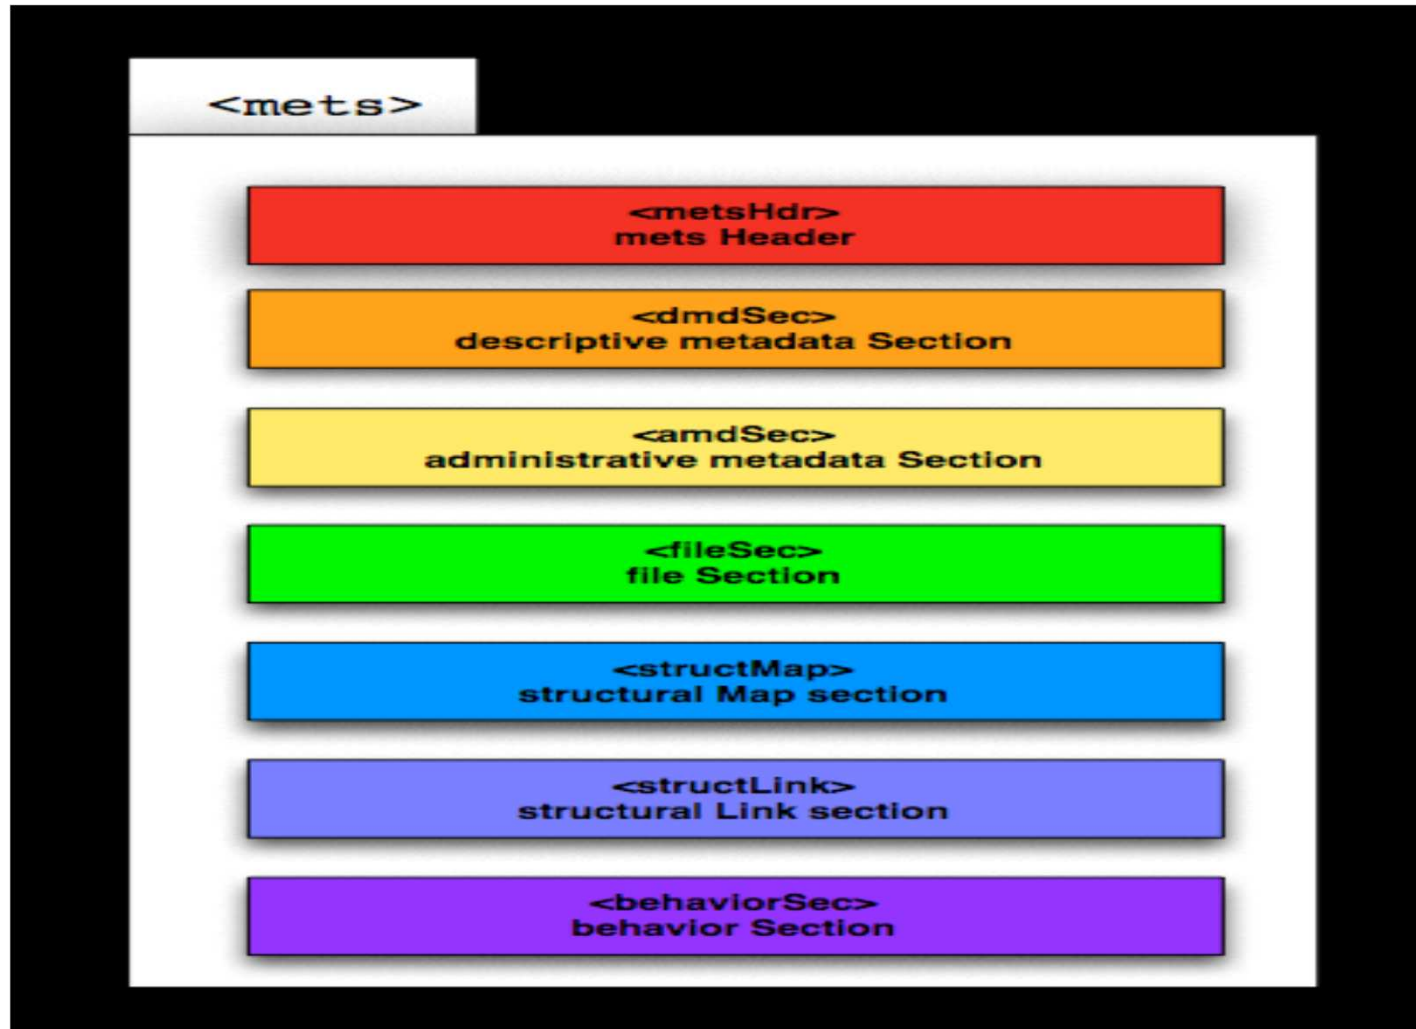 <mets>
<metsHdr>
mets Header
<dmdSec>
descriptive metadata Section
<amdSec>
administrative metadata Section
<fileSec>
file Section
<structMap>
structural Map section
<structLink>
structural Link section
<behaviorSec>
behavior Section